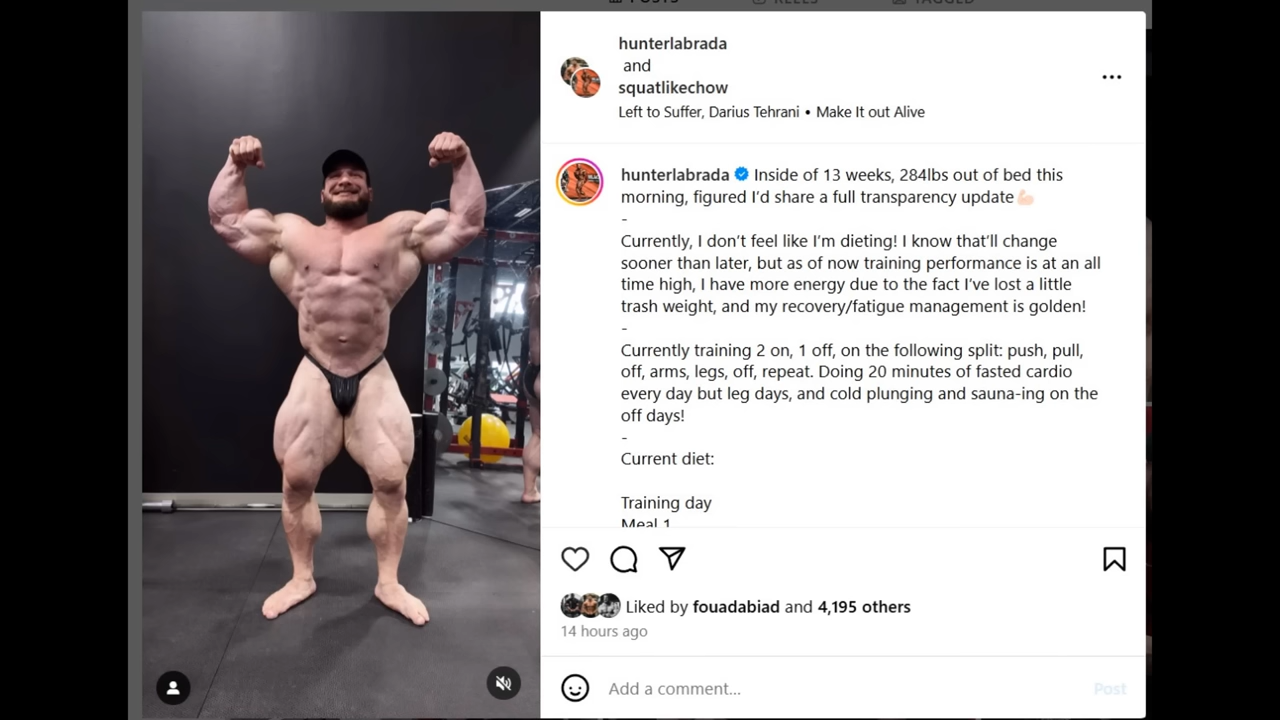 POSTS REELS TAGGED
hunterlabrada
and
squatlikechow
Left to Suffer, Darius Tehrani • Make It out Alive
hunterlabrada Inside of 13 weeks, 284lbs out of bed this
morning, figured I'd share a full transparency update💪🏻
-
Currently, I don't feel like I'm dieting! I know that'll change
sooner than later, but as of now training performance is at an all
time high, I have more energy due to the fact I've lost a little
trash weight, and my recovery/fatigue management is golden!
-
Currently training 2 on, 1 off, on the following split: push, pull,
off, arms, legs, off, repeat. Doing 20 minutes of fasted cardio
every day but leg days, and cold plunging and sauna-ing on the
off days!
-
Current diet:
Training day
Meal 1
Liked by fouadabiad and 4,195 others
14 hours ago
Add a comment...
Post